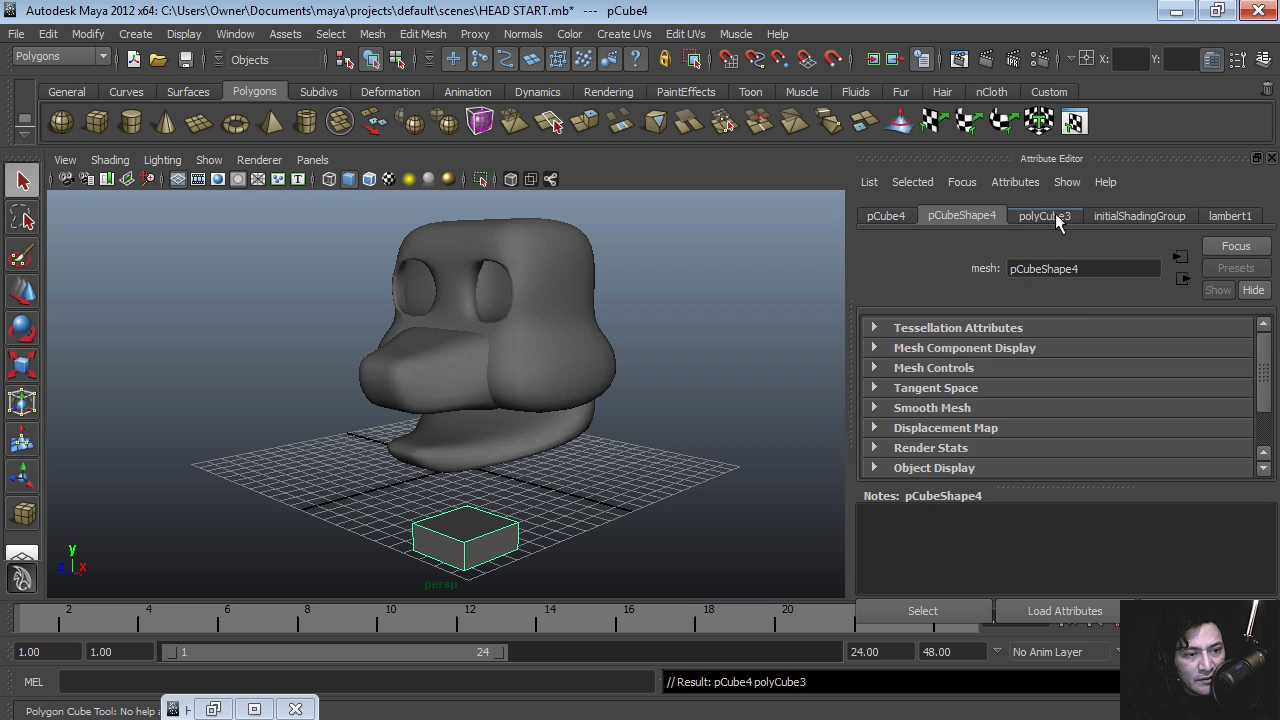 Autodesk Maya 2012 x64: C:\Users\Owner\Documents\maya\projects\default\scenes\HEAD START.mb* --- pCube4
File Edit Modify Create Display Window Assets Select Mesh Edit Mesh Proxy Normals Color Create UVs Edit UVs Muscle Help
Polygons Objects X: Y:
General Curves Surfaces Polygons Subdivs Deformation Animation Dynamics Rendering PaintEffects Toon Muscle Fluids Fur Hair nCloth Custom
View Shading Lighting Show Renderer Panels
Attribute Editor
List Selected Focus Attributes Show Help
pCube4 pCubeShape4 polyCube3 initialShadingGroup lambert1
Focus
mesh: pCubeShape4
Presets
Show Hide
Tessellation Attributes
Mesh Component Display
Mesh Controls
Tangent Space
Smooth Mesh
Displacement Map
Render Stats
Object Display
Notes: pCubeShape4
y
z x
persp
2 4 6 8 10 12 14 16 18 20
Select Load Attributes
1.00 1.00 1 24 24.00 48.00 No Anim Layer
MEL // Result: pCube4 polyCube3
Polygon Cube Tool: No help a